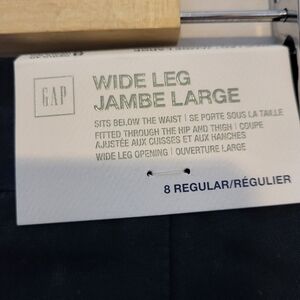 GAP
WIDE LEG
JAMBE LARGE
SITS BELOW THE WAIST | SE PORTE SOUS LA TAILLE
FITTED THROUGH THE HIP AND THIGH | COUPE
AJUSTÉE AUX CUISSES ET AUX HANCHES
WIDE LEG OPENING | OUVERTURE LARGE
8 REGULAR/RÉGULIER